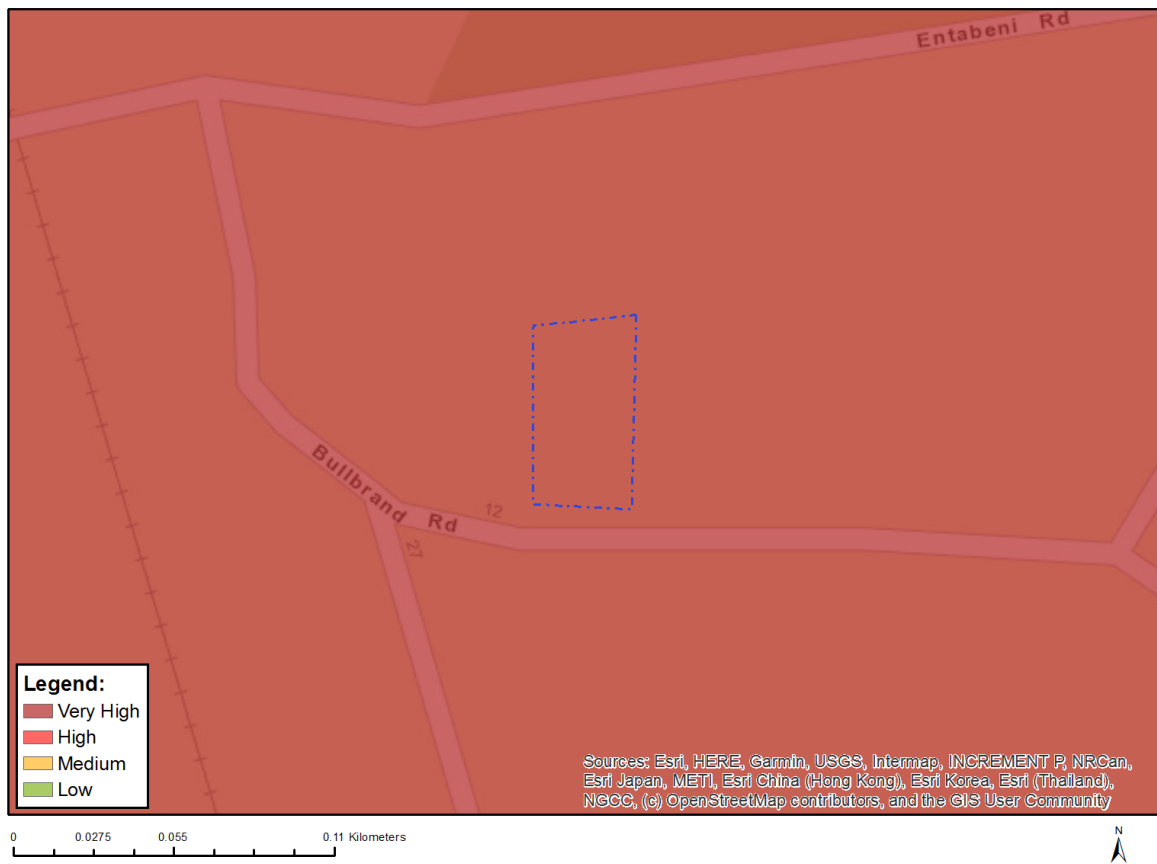 Entabeni Rd
Bullbrand Rd
12
27
Legend:
Very High
High
Medium
Low
Sources: Esri, HERE, Garmin, USGS, Intermap, INCREMENT P, NRCan,
Esri Japan, METI, Esri China (Hong Kong), Esri Korea, Esri (Thailand),
NGCC, (c) OpenStreetMap contributors, and the GIS User Community
0 0.0275 0.055 0.11 Kilometers
N